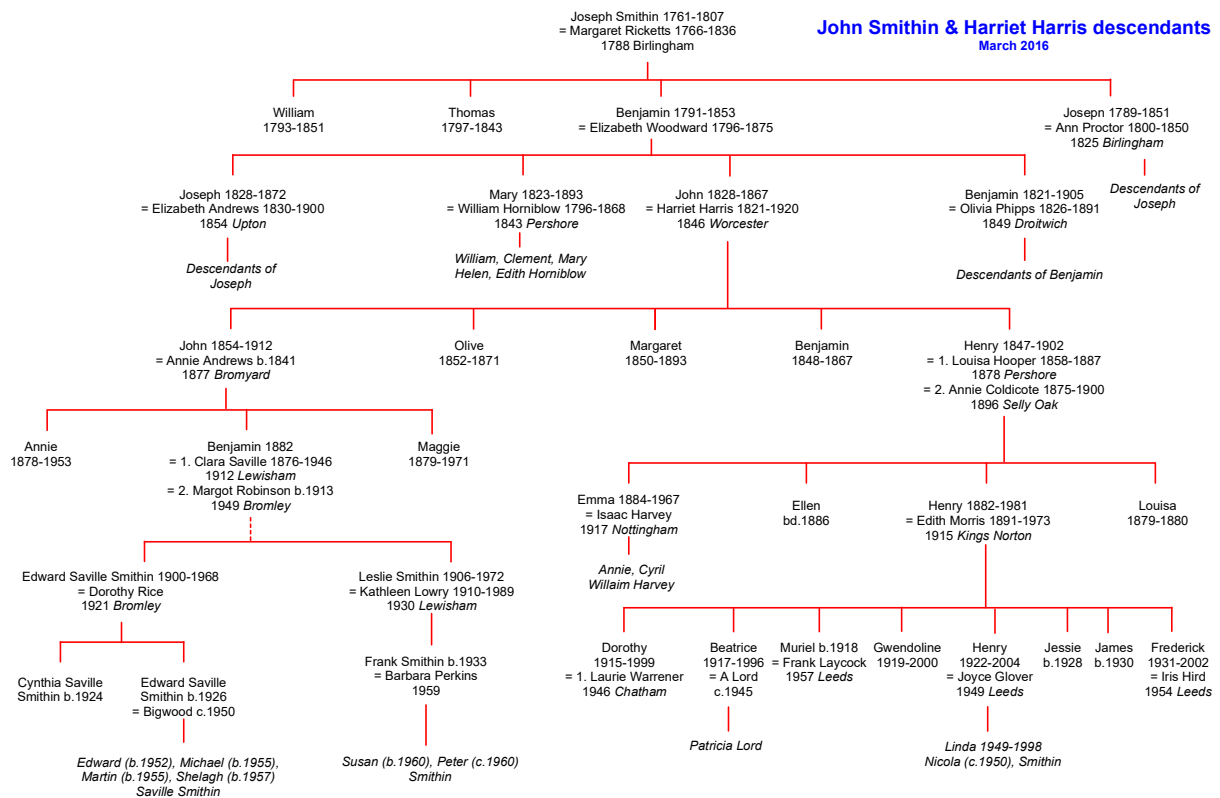 John Smithin & Harriet Harris descendants
March 2016
Joseph Smithin 1761-1807
= Margaret Ricketts 1766-1836
1788 Birlingham
William
1793-1851
Thomas
1797-1843
Benjamin 1791-1853
= Elizabeth Woodward 1796-1875
Josepn 1789-1851
= Ann Proctor 1800-1850
1825 Birlingham
Descendants of
Joseph
Joseph 1828-1872
= Elizabeth Andrews 1830-1900
1854 Upton
Descendants of
Joseph
Mary 1823-1893
= William Horniblow 1796-1868
1843 Pershore
William, Clement, Mary
Helen, Edith Horniblow
John 1828-1867
= Harriet Harris 1821-1920
1846 Worcester
Benjamin 1821-1905
= Olivia Phipps 1826-1891
1849 Droitwich
Descendants of Benjamin
John 1854-1912
= Annie Andrews b.1841
1877 Bromyard
Olive
1852-1871
Margaret
1850-1893
Benjamin
1848-1867
Henry 1847-1902
= 1. Louisa Hooper 1858-1887
1878 Pershore
= 2. Annie Coldicote 1875-1900
1896 Selly Oak
Annie
1878-1953
Benjamin 1882
= 1. Clara Saville 1876-1946
1912 Lewisham
= 2. Margot Robinson b.1913
1949 Bromley
Maggie
1879-1971
Emma 1884-1967
= Isaac Harvey
1917 Nottingham
Annie, Cyril
Willaim Harvey
Ellen
bd.1886
Henry 1882-1981
= Edith Morris 1891-1973
1915 Kings Norton
Louisa
1879-1880
Edward Saville Smithin 1900-1968
= Dorothy Rice
1921 Bromley
Leslie Smithin 1906-1972
= Kathleen Lowry 1910-1989
1930 Lewisham
Cynthia Saville
Smithin b.1924
Edward Saville
Smithin b.1926
= Bigwood c.1950
Edward (b.1952), Michael (b.1955),
Martin (b.1955), Shelagh (b.1957)
Saville Smithin
Frank Smithin b.1933
= Barbara Perkins
1959
Susan (b.1960), Peter (c.1960)
Smithin
Dorothy
1915-1999
= 1. Laurie Warrener
1946 Chatham
Beatrice
1917-1996
= A Lord
c.1945
Patricia Lord
Muriel b.1918
= Frank Laycock
1957 Leeds
Gwendoline
1919-2000
Henry
1922-2004
= Joyce Glover
1949 Leeds
Linda 1949-1998
Nicola (c.1950), Smithin
Jessie
b.1928
James
b.1930
Frederick
1931-2002
= Iris Hird
1954 Leeds